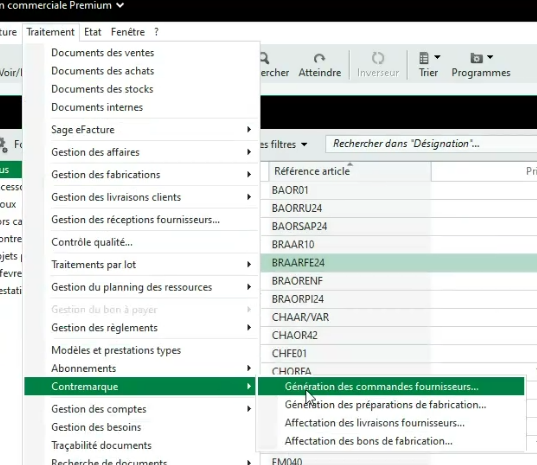 n commerciale Premium
ture Traitement Etat Fenêtre ?
Voir/
ercher Atteindre Inverseur Trier Programmes
Documents des ventes
Documents des achats
Documents des stocks
Documents internes
Sage eFacture
Gestion des affaires
Gestion des fabrications
Gestion des livraisons clients
Gestion des réceptions fournisseurs...
Contrôle qualité...
Traitements par lot
Gestion du planning des ressources
Gestion du bon à payer
Gestion des règlements
Modèles et prestations types
Abonnements
Contremarque
Gestion des comptes
Gestion des besoins
Traçabilité documents
Recherche de documents
Fo
us
cesso
oux
ors ca
ontre
ojets
efevre
estati
es filtres
Rechercher dans "Désignation"...
Référence article
Pri
BAOR01
BAORRU24
BAORSAP24
BRAAR10
BRAARFE24
BRAORENF
BRAORPI24
CHAAR/VAR
CHAOR42
CHFE01
CHORFA
Génération des commandes fournisseurs...
Génération des préparations de fabrication...
Affectation des livraisons fournisseurs...
Affectation des bons de fabrication...
EM040